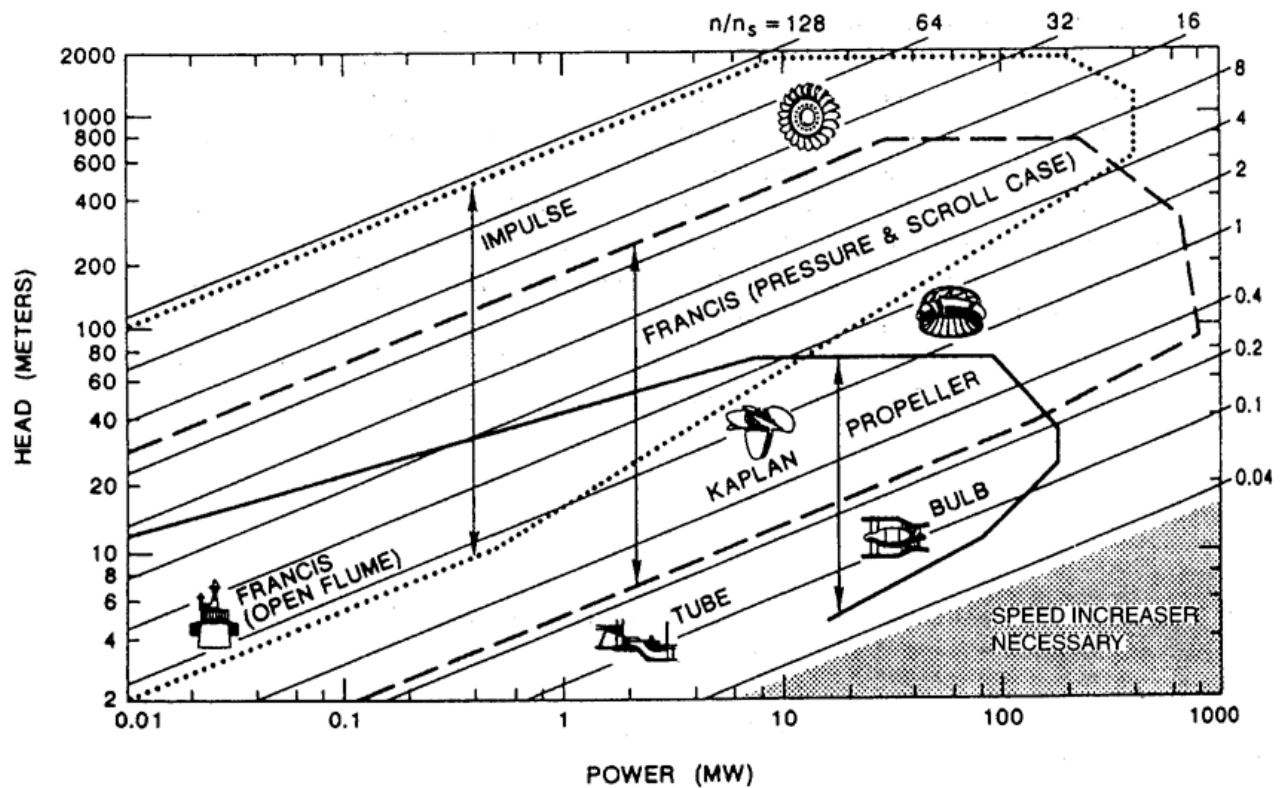 n/nₛ = 128 64 32 16
8
4
2
1
0.4
0.2
0.1
0.04
2000
1000
800
600
400
200
100
80
60
40
20
10
8
6
4
2
HEAD (METERS)
IMPULSE
FRANCIS (PRESSURE & SCROLL CASE)
PROPELLER
KAPLAN
BULB
FRANCIS
(OPEN FLUME)
TUBE
SPEED INCREASER
NECESSARY
0.01 0.1 1 10 100 1000
POWER (MW)